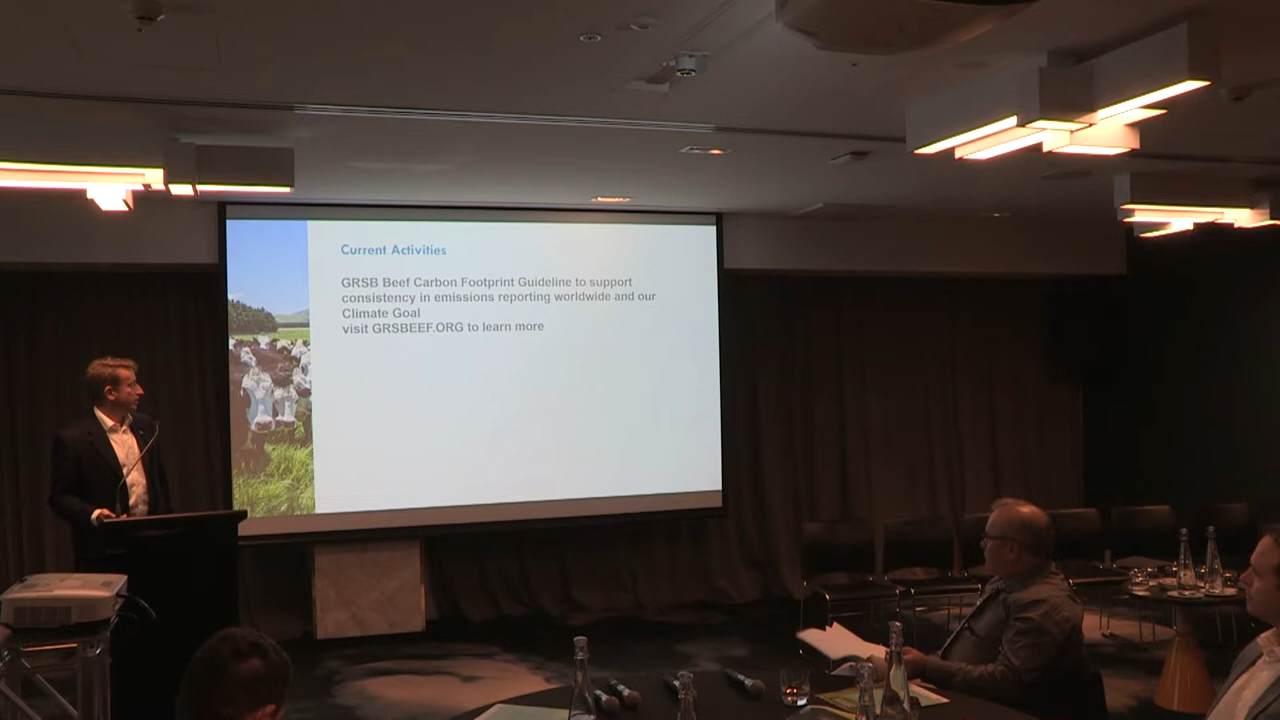 Current Activities
GRSB Beef Carbon Footprint Guideline to support
consistency in emissions reporting worldwide and our
Climate Goal
visit GRSBEEF.ORG to learn more